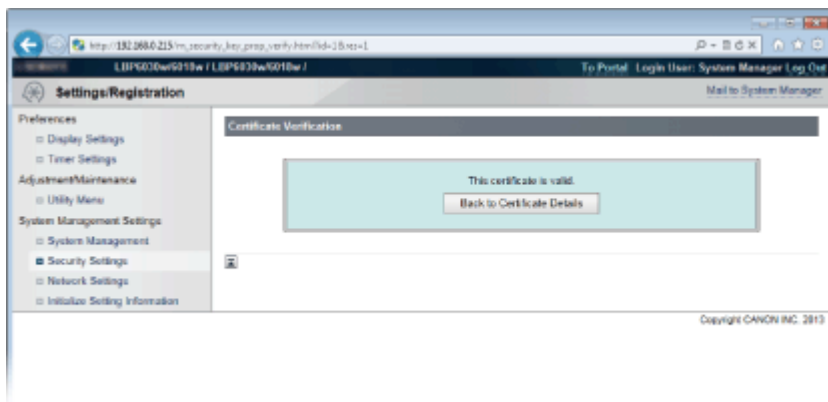 http://192.168.0.215/m_security_key_prop_verify.html?id=1&res=1
LBP6030w/6018w / LBP6030w/6018w /
To Portal Login User: System Manager Log Out
Settings/Registration
Mail to System Manager
Preferences
Display Settings
Timer Settings
Adjustment/Maintenance
Utility Menu
System Management Settings
System Management
Security Settings
Network Settings
Initialize Setting Information
Certificate Verification
This certificate is valid.
Back to Certificate Details
Copyright CANON INC. 2013